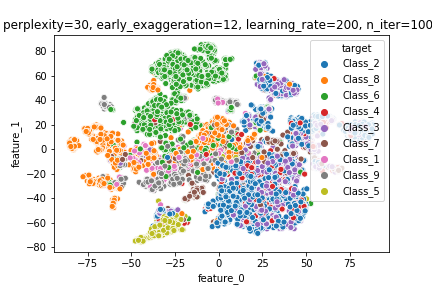 perplexity=30, early_exaggeration=12, learning_rate=200, n_iter=100
target
Class_2
Class_8
Class_6
Class_4
Class_3
Class_7
Class_1
Class_9
Class_5
feature_1
80
60
40
20
0
−20
−40
−60
−80
−75
−50
−25
0
25
50
75
feature_0